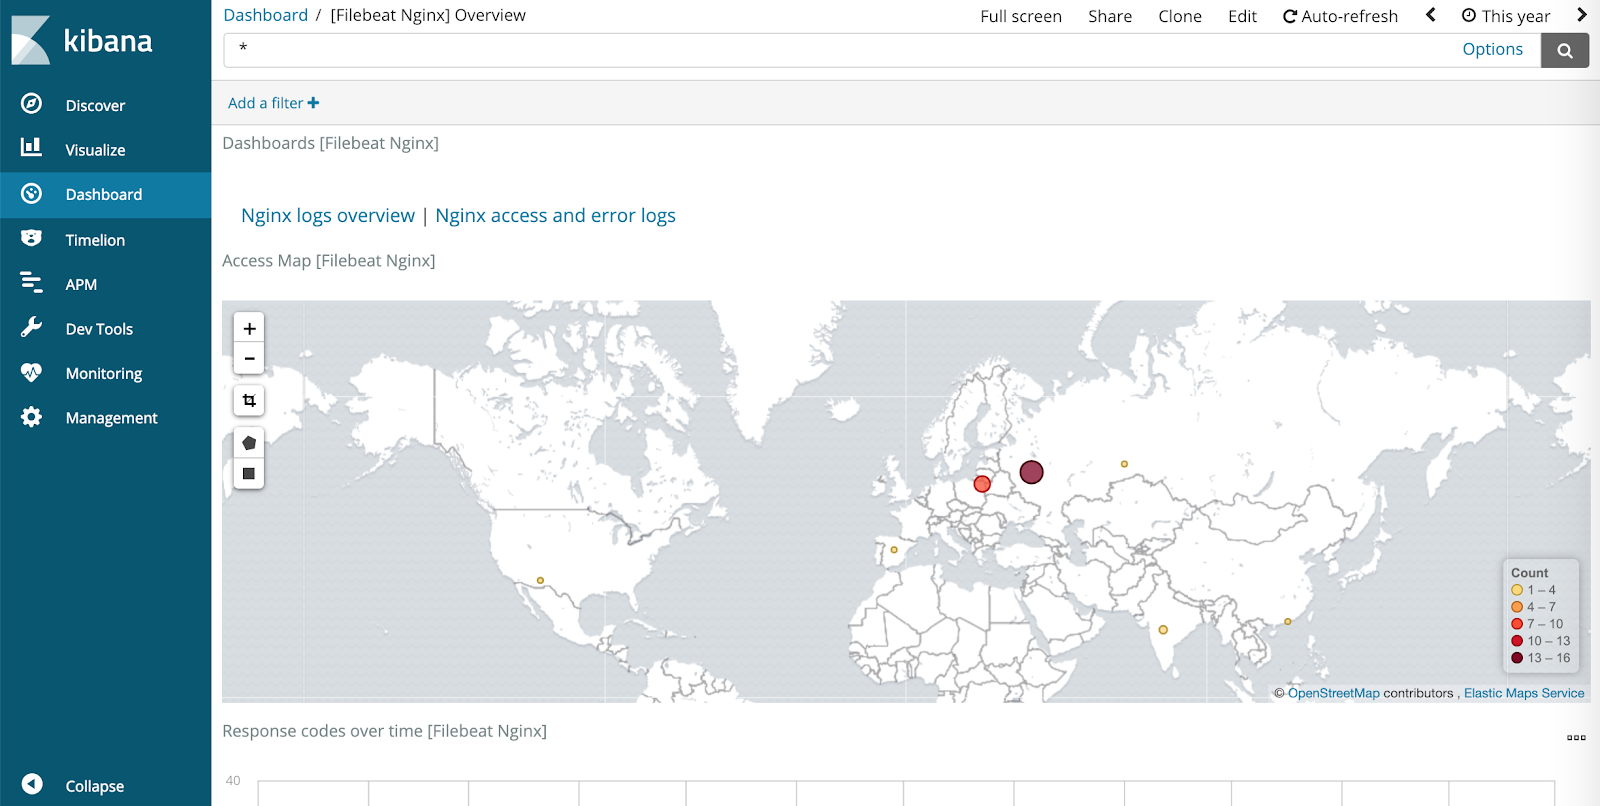 kibana
Discover
Visualize
Dashboard
Timelion
APM
Dev Tools
Monitoring
Management
Collapse
Dashboard / [Filebeat Nginx] Overview
Full screen Share Clone Edit Auto-refresh This year
* Options
Add a filter +
Dashboards [Filebeat Nginx]
Nginx logs overview | Nginx access and error logs
Access Map [Filebeat Nginx]
+
−
Count
1 – 4
4 – 7
7 – 10
10 – 13
13 – 16
© OpenStreetMap contributors , Elastic Maps Service
Response codes over time [Filebeat Nginx]
40